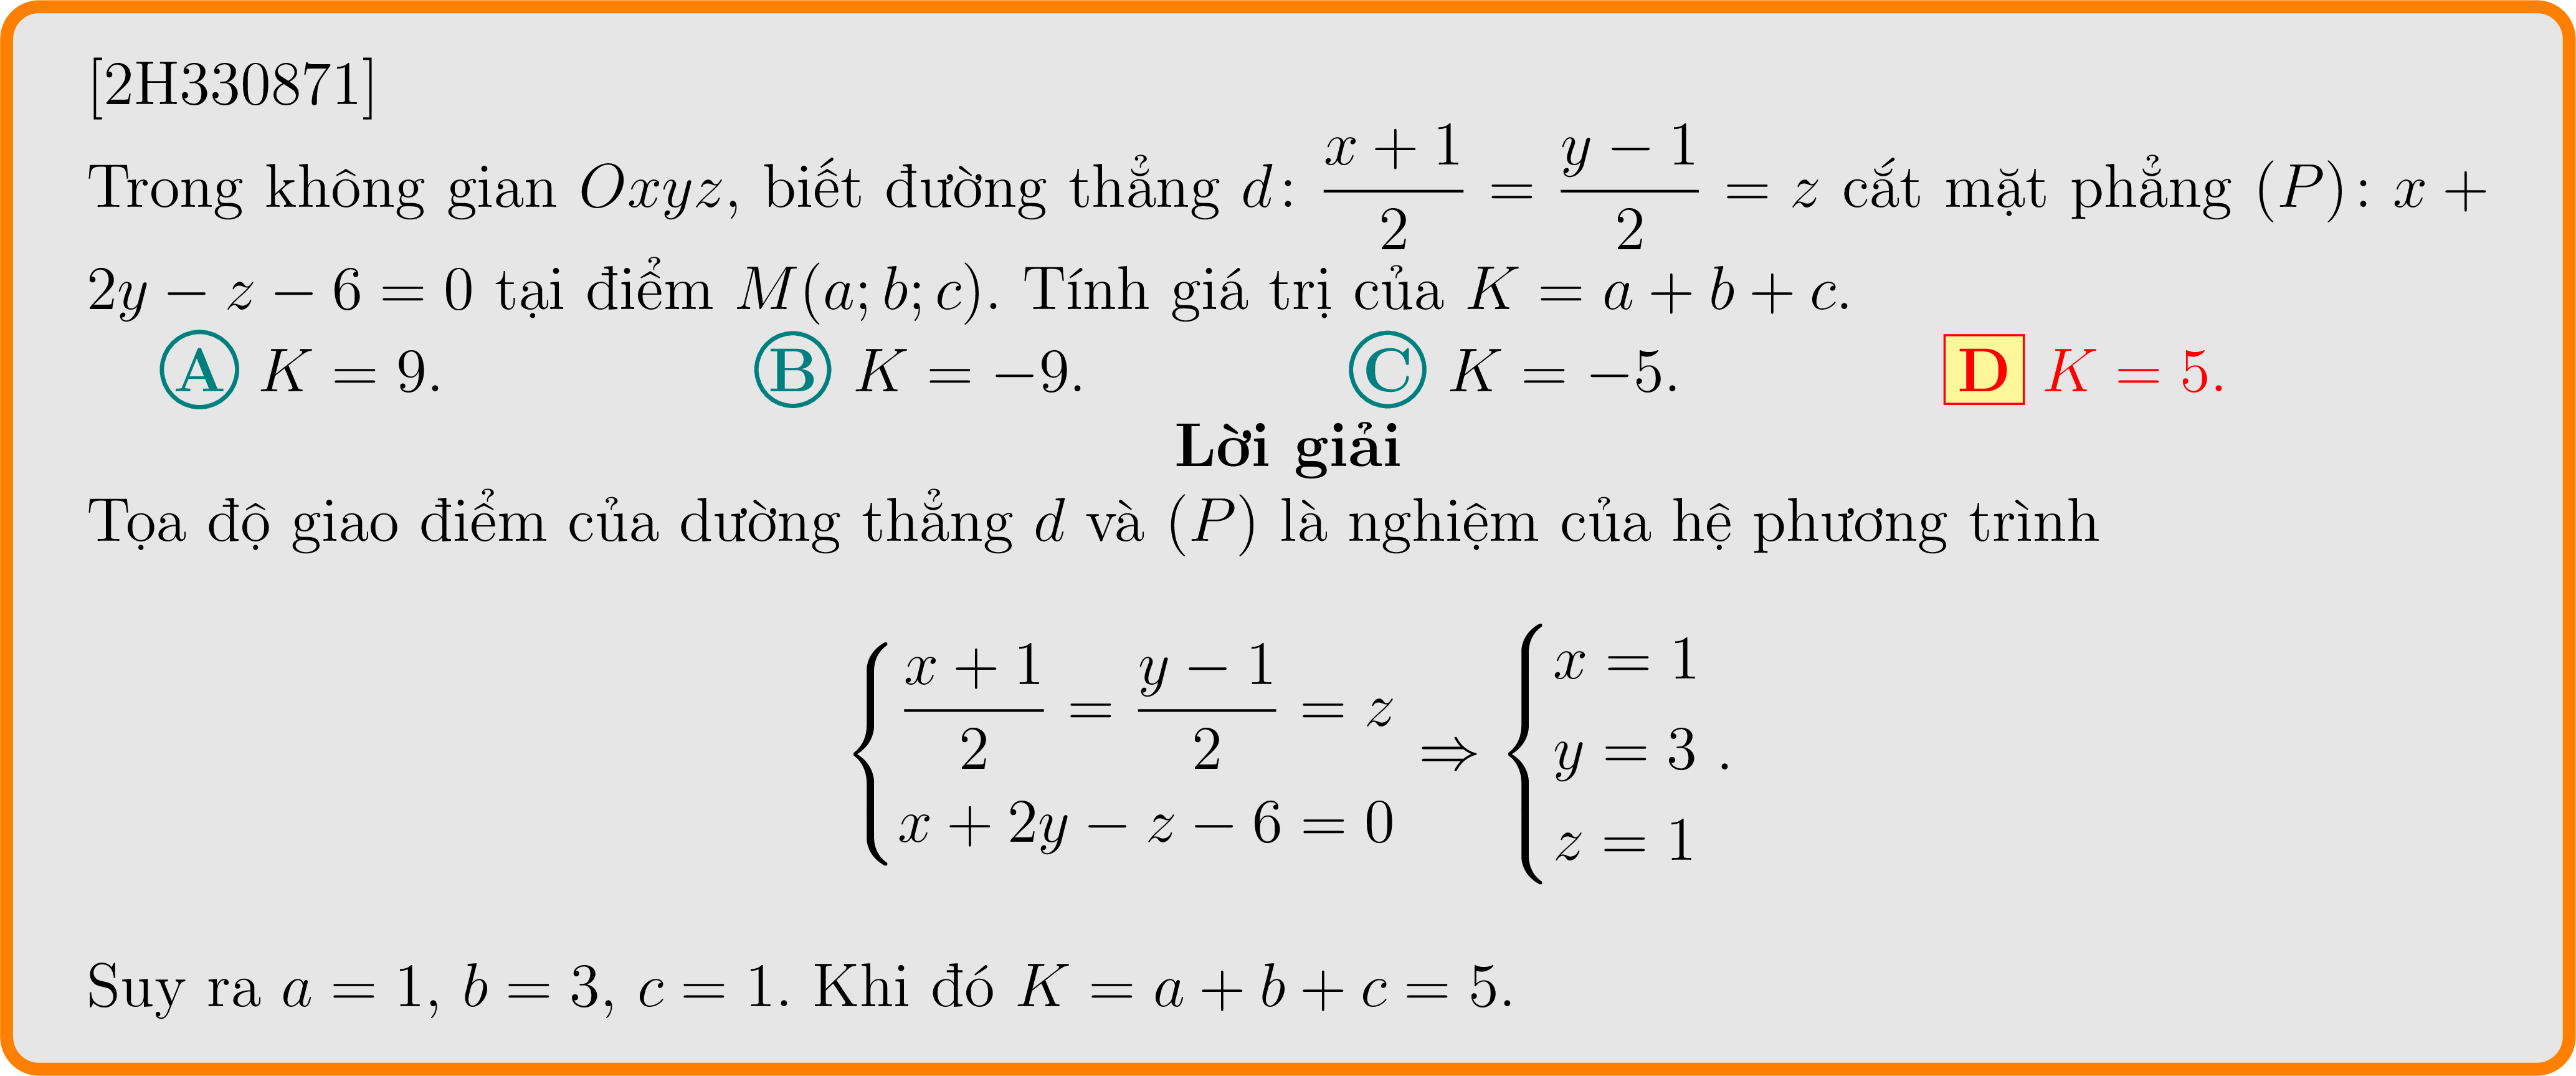 [2H330871]
Trong không gian Oxyz, biết đường thẳng d: \frac{x+1}{2} = \frac{y-1}{2} = z cắt mặt phẳng (P): x +
2y − z − 6 = 0 tại điểm M(a; b; c). Tính giá trị của K = a + b + c.
A K = 9. B K = −9. C K = −5. D K = 5.
Lời giải
Tọa độ giao điểm của dường thẳng d và (P) là nghiệm của hệ phương trình
\begin{cases} \frac{x+1}{2} = \frac{y-1}{2} = z \\ x + 2y − z − 6 = 0 \end{cases} ⇒ \begin{cases} x = 1 \\ y = 3 \\ z = 1 \end{cases}.
Suy ra a = 1, b = 3, c = 1. Khi đó K = a + b + c = 5.